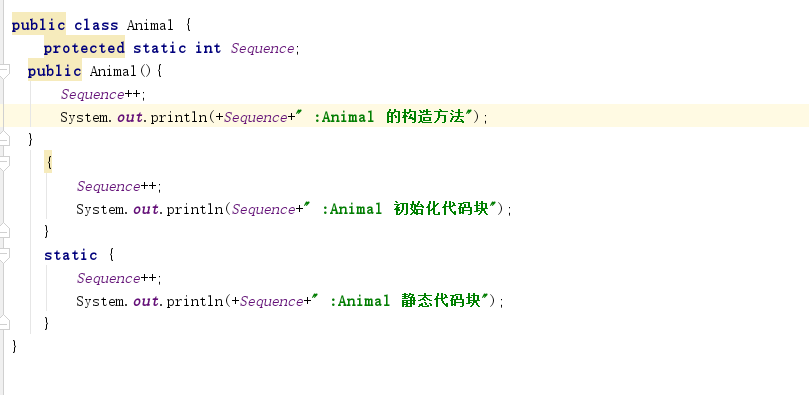 public class Animal {
protected static int Sequence;
public Animal(){
Sequence++;
System.out.println(+Sequence+" :Animal 的构造方法");
}
{
Sequence++;
System.out.println(Sequence+" :Animal 初始化代码块");
}
static {
Sequence++;
System.out.println(+Sequence+" :Animal 静态代码块");
}
}